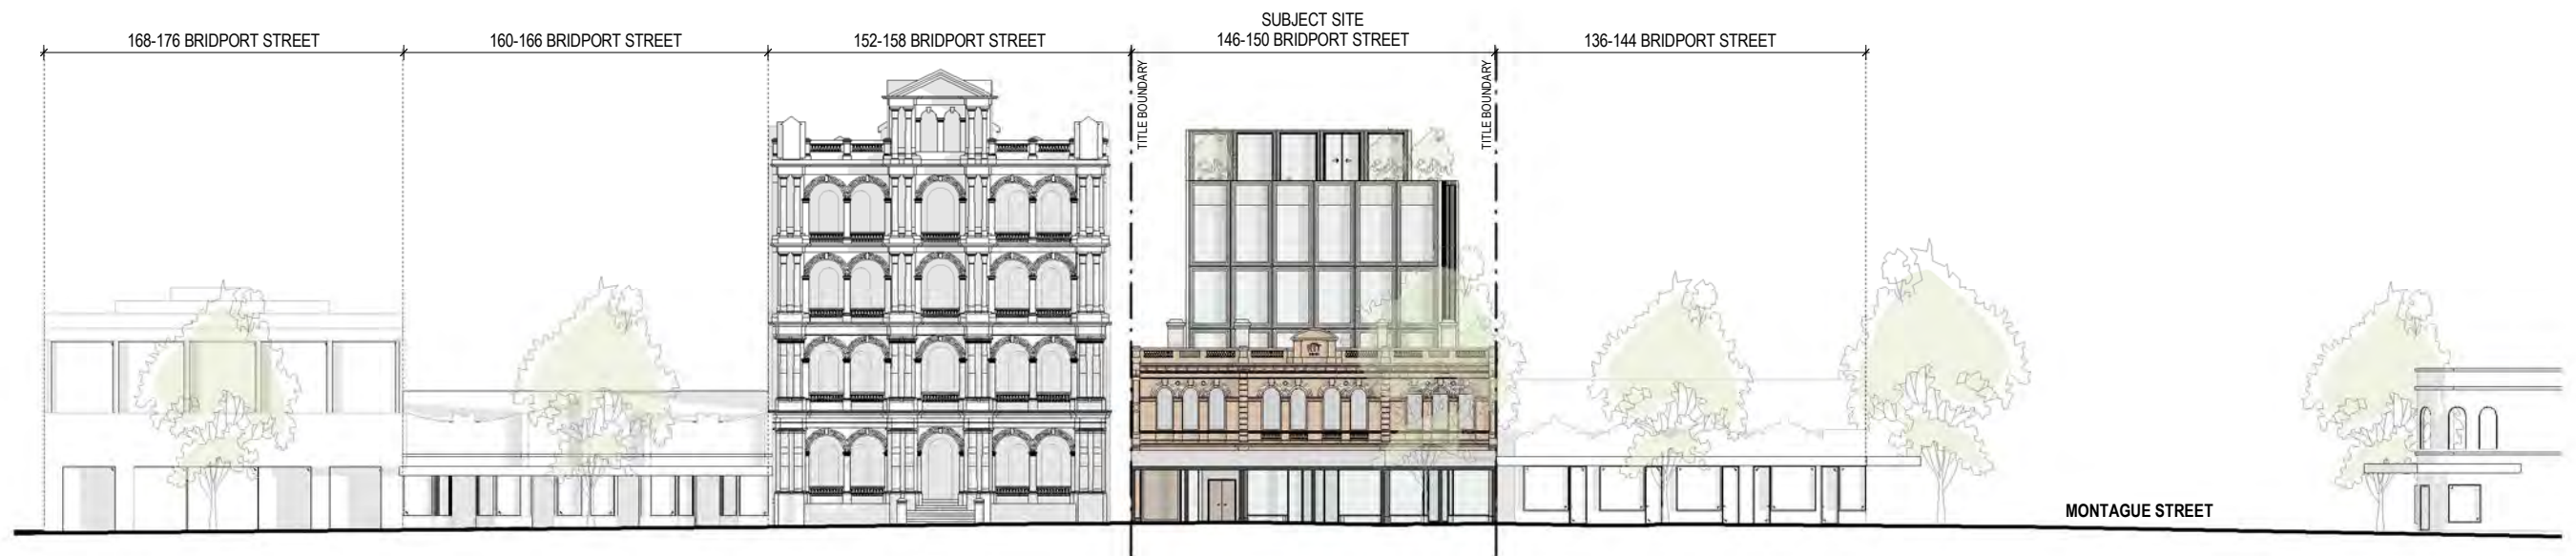 SUBJECT SITE
168-176 BRIDPORT STREET
160-166 BRIDPORT STREET
152-158 BRIDPORT STREET
146-150 BRIDPORT STREET
136-144 BRIDPORT STREET
TITLE BOUNDARY
TITLE BOUNDARY
MONTAGUE STREET